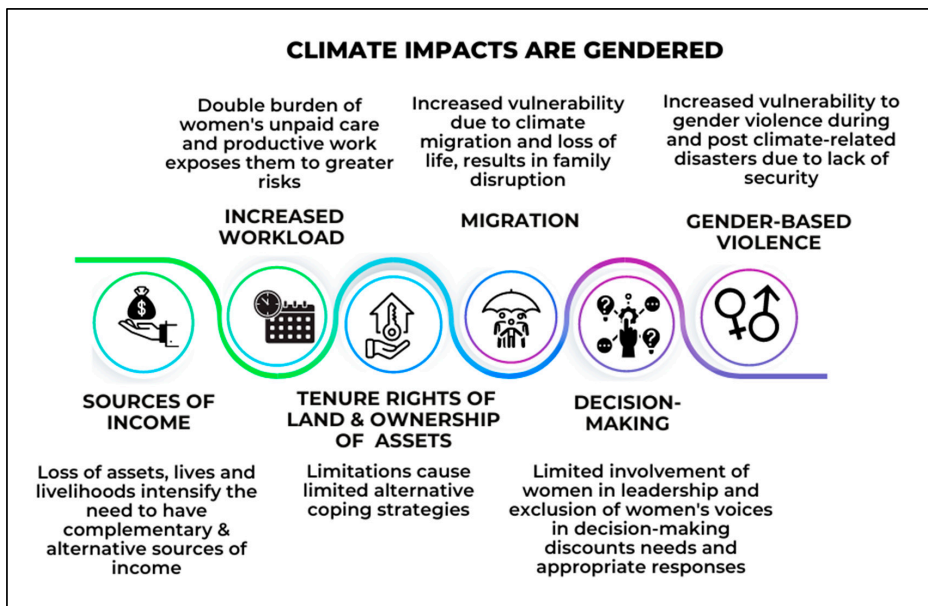 CLIMATE IMPACTS ARE GENDERED
Double burden of
women's unpaid care
and productive work
exposes them to greater
risks
INCREASED
WORKLOAD
Increased vulnerability
due to climate
migration and loss of
life, results in family
disruption
MIGRATION
Increased vulnerability to
gender violence during
and post climate-related
disasters due to lack of
security
GENDER-BASED
VIOLENCE
$
SOURCES OF
INCOME
Loss of assets, lives and
livelihoods intensify the
need to have
complementary &
alternative sources of
income
TENURE RIGHTS OF
LAND & OWNERSHIP
OF ASSETS
Limitations cause
limited alternative
coping strategies
DECISION-
MAKING
Limited involvement of
women in leadership and
exclusion of women's voices
in decision-making
discounts needs and
appropriate responses